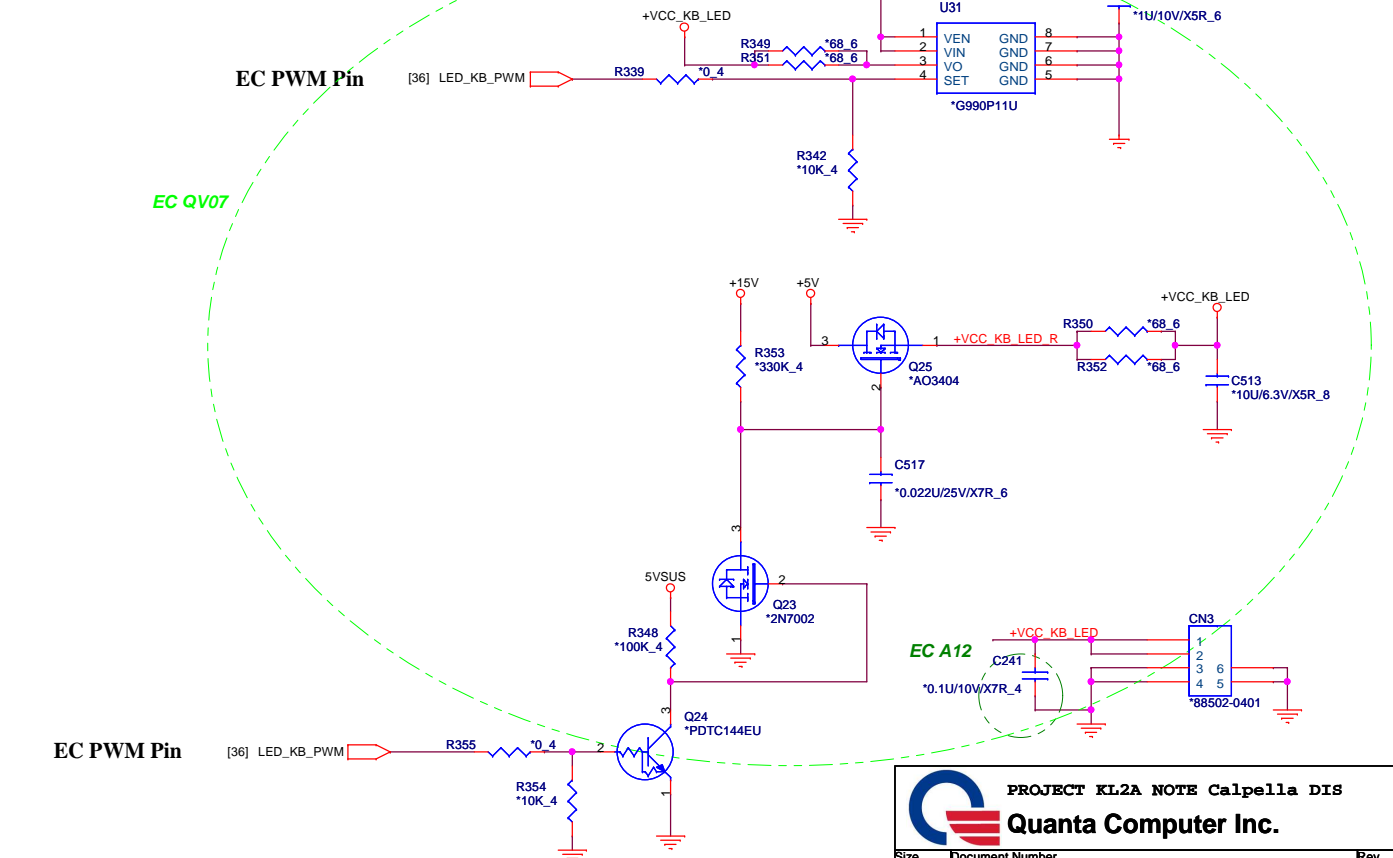 U31
+VCC_KB_LED
*1U/10V/X5R_6
R349 *68_6
R351 *68_6
1 VEN GND 8
2 VIN GND 7
3 VO GND 6
4 SET GND 5
EC PWM Pin [36] LED_KB_PWM R339 *0_4
*G990P11U
R342
*10K_4
EC QV07
+15V +5V
+VCC_KB_LED
R353
*330K_4
3 1 +VCC_KB_LED_R
R350 *68_6
R352 *68_6
Q25
*AO3404
2
C513
*10U/6.3V/X5R_8
C517
*0.022U/25V/X7R_6
3
5VSUS
2
Q23
*2N7002
1
R348
*100K_4
EC A12
+VCC_KB_LED
C241
*0.1U/10V/X7R_4
CN3
1
2
3 6
4 5
*88502-0401
3
Q24
*PDTC144EU
EC PWM Pin [36] LED_KB_PWM R355 *0_4 2
R354
*10K_4
1
PROJECT KL2A NOTE Calpella DIS
Quanta Computer Inc.
Size Document Number Rev